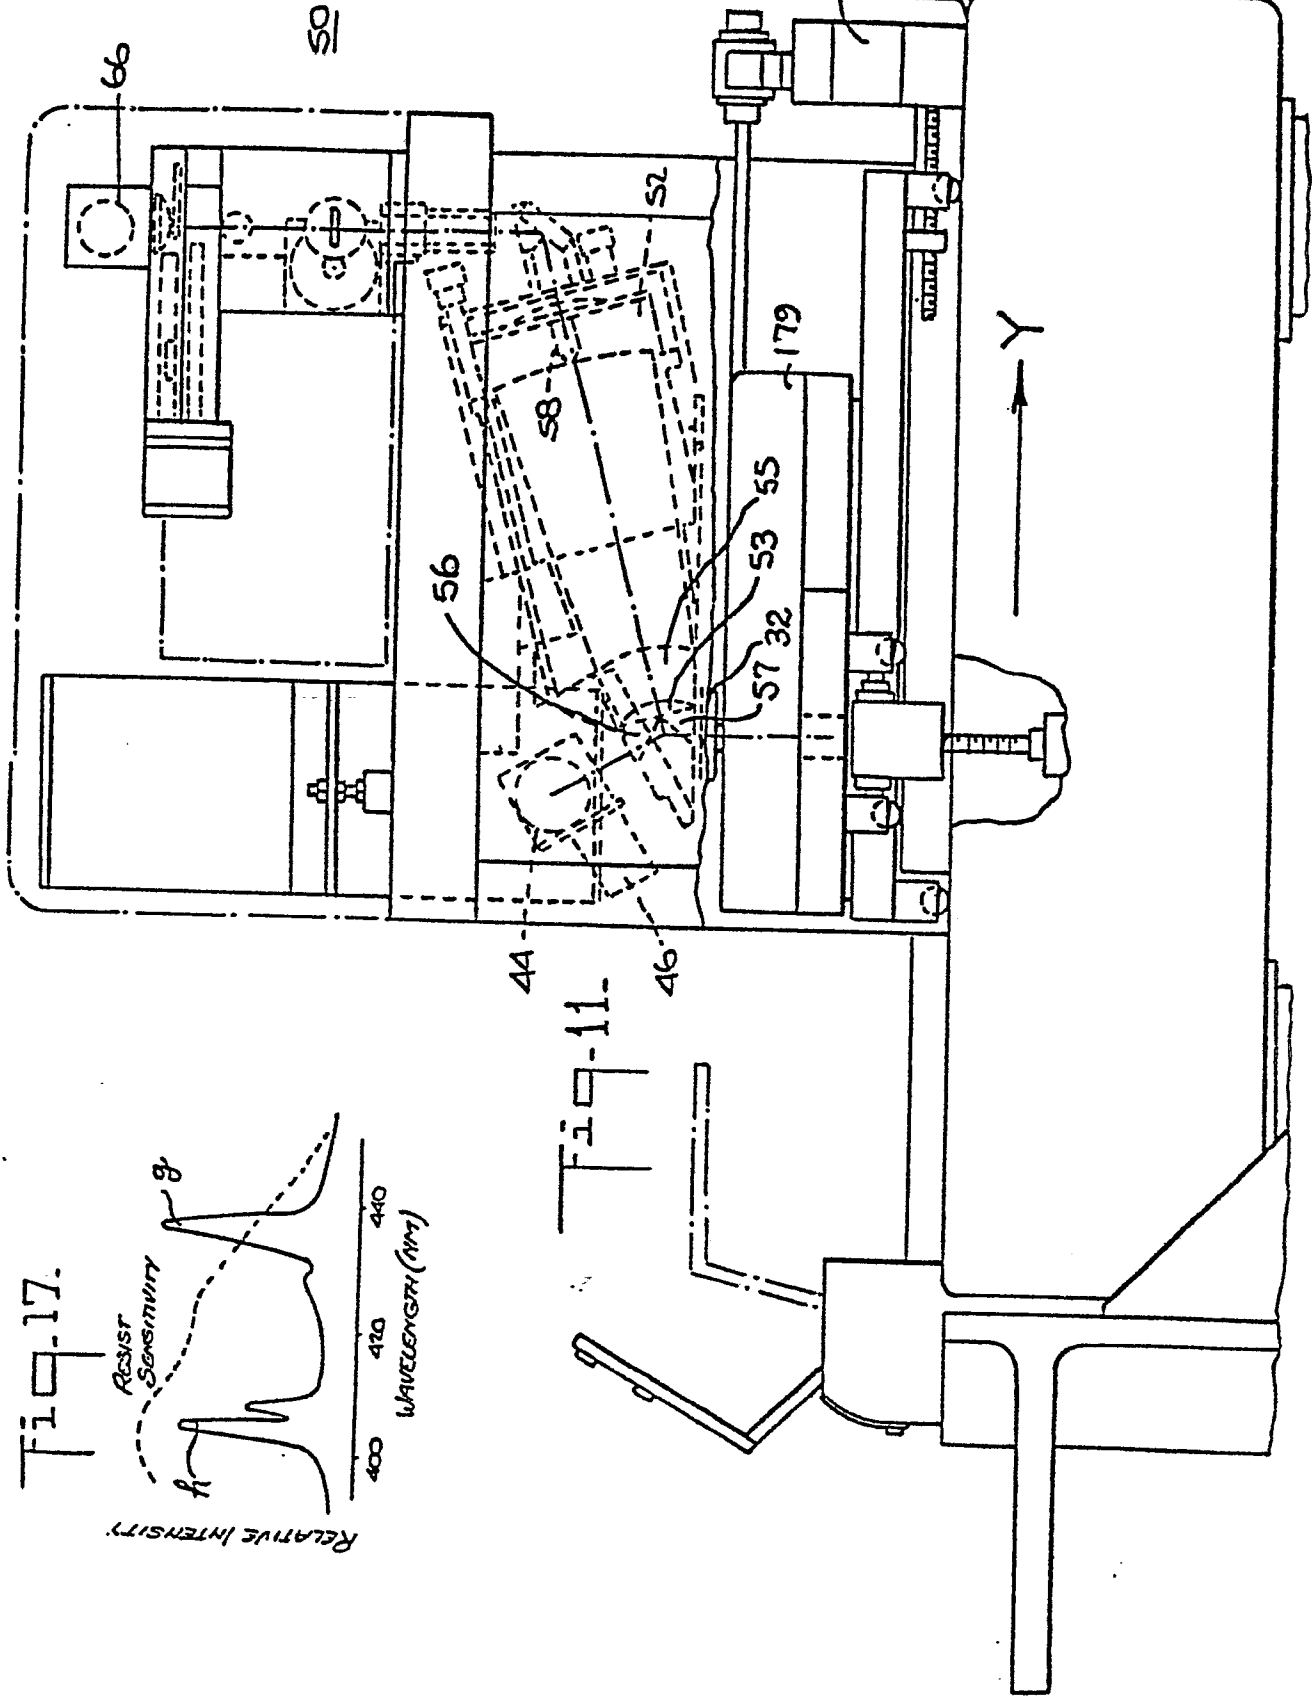 Fig.17.
RESIST
SENSITIVITY
h
g
400
420
440
WAVELENGTH (NM)
RELATIVE INTENSITY
Fig.11.
50
66
52
58
56
55
53
57
32
179
44
46
Y